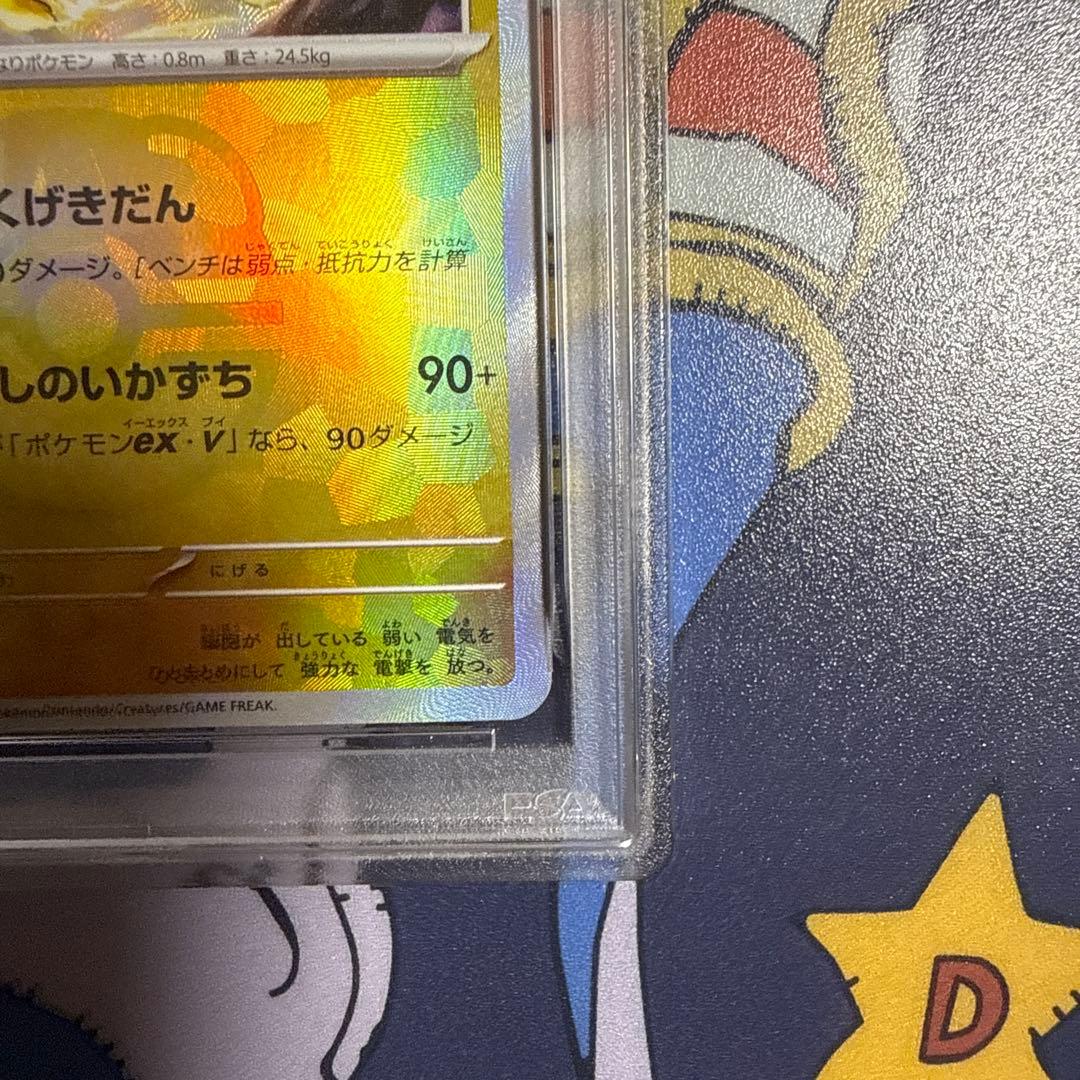 なりポケモン 高さ:0.8m 重さ:24.5kg
くげきだん
ダメージ。[ベンチは弱点・抵抗力を計算
しのいかずち 90+
「ポケモンex・V」なら、90ダメージ
にげる
が 出している 弱い 電気を
ひとまとめにして 強力な 電撃を 放つ。
Nintendo/Creatures/GAME FREAK.
PSA
D